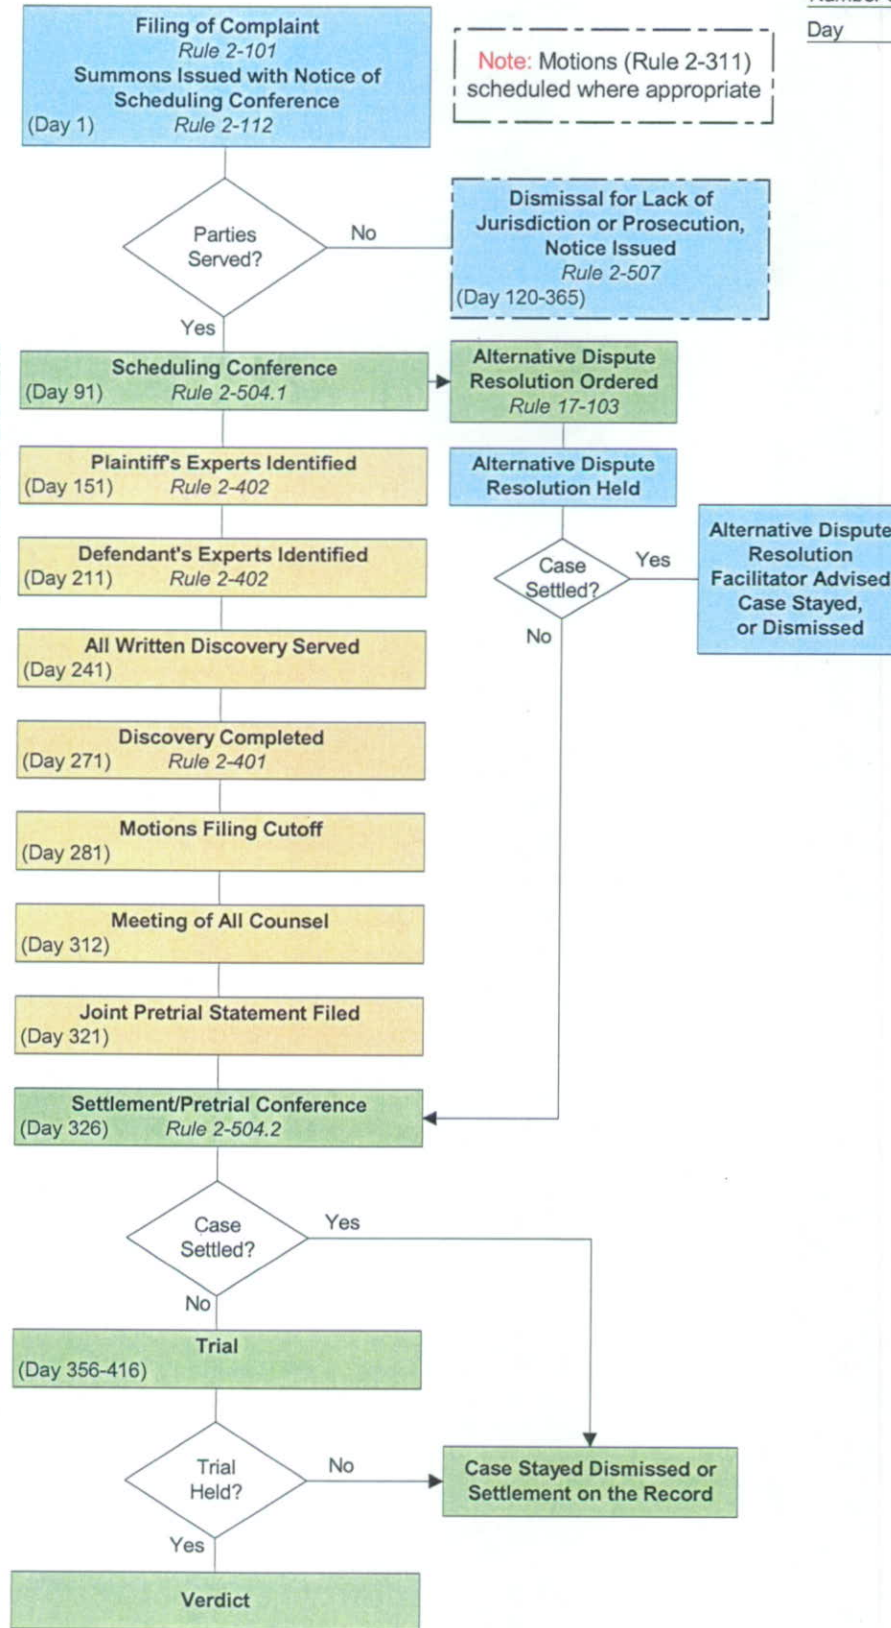 Day
Filing of Complaint
Rule 2-101
Summons Issued with Notice of
Scheduling Conference
(Day 1) Rule 2-112
Note: Motions (Rule 2-311)
scheduled where appropriate
Parties
Served?
No
Dismissal for Lack of
Jurisdiction or Prosecution,
Notice Issued
Rule 2-507
(Day 120-365)
Yes
Scheduling Conference
(Day 91) Rule 2-504.1
Alternative Dispute
Resolution Ordered
Rule 17-103
Plaintiff's Experts Identified
(Day 151) Rule 2-402
Alternative Dispute
Resolution Held
Defendant's Experts Identified
(Day 211) Rule 2-402
Case
Settled?
Yes
No
Alternative Dispute
Resolution
Facilitator Advised
Case Stayed,
or Dismissed
All Written Discovery Served
(Day 241)
Discovery Completed
(Day 271) Rule 2-401
Motions Filing Cutoff
(Day 281)
Meeting of All Counsel
(Day 312)
Joint Pretrial Statement Filed
(Day 321)
Settlement/Pretrial Conference
(Day 326) Rule 2-504.2
Case
Settled?
Yes
No
Trial
(Day 356-416)
Trial
Held?
No
Case Stayed Dismissed or
Settlement on the Record
Yes
Verdict